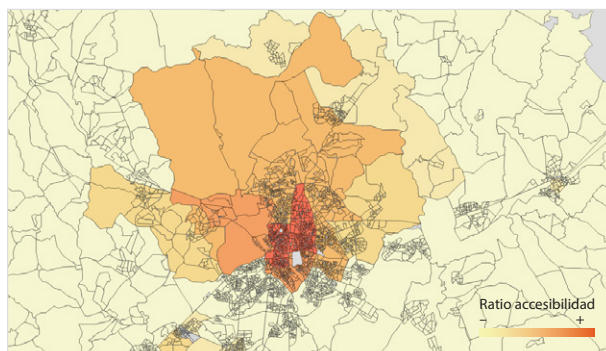 Ratio accesibilidad
– +